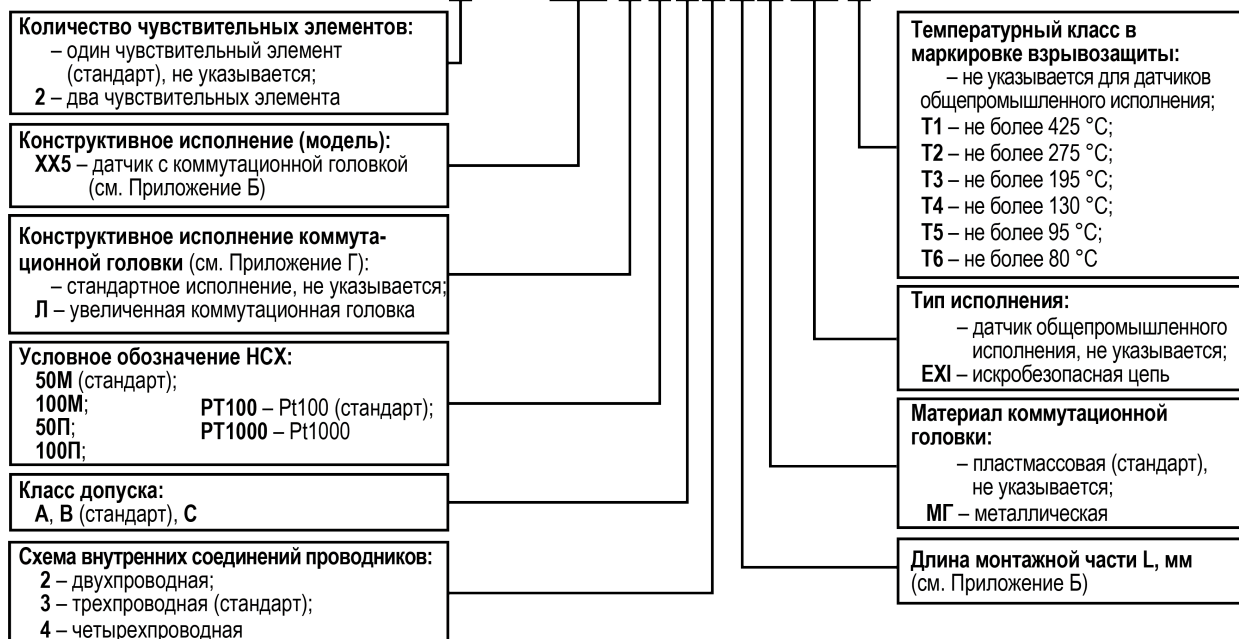 Количество чувствительных элементов:
– один чувствительный элемент
(стандарт), не указывается;
2 – два чувствительных элемента
Конструктивное исполнение (модель):
ХХ5 – датчик с коммутационной головкой
(см. Приложение Б)
Конструктивное исполнение коммута-
ционной головки (см. Приложение Г):
– стандартное исполнение, не указывается;
Л – увеличенная коммутационная головка
Условное обозначение НСХ:
50М (стандарт);
100М; РТ100 – Pt100 (стандарт);
50П; РТ1000 – Pt1000
100П;
Класс допуска:
А, В (стандарт), С
Схема внутренних соединений проводников:
2 – двухпроводная;
3 – трехпроводная (стандарт);
4 – четырехпроводная
Температурный класс в
маркировке взрывозащиты:
– не указывается для датчиков
общепромышленного исполнения;
Т1 – не более 425 °С;
Т2 – не более 275 °С;
Т3 – не более 195 °С;
Т4 – не более 130 °С;
Т5 – не более 95 °С;
Т6 – не более 80 °С
Тип исполнения:
– датчик общепромышленного
исполнения, не указывается;
EXI – искробезопасная цепь
Материал коммутационной
головки:
– пластмассовая (стандарт),
не указывается;
МГ – металлическая
Длина монтажной части L, мм
(см. Приложение Б)